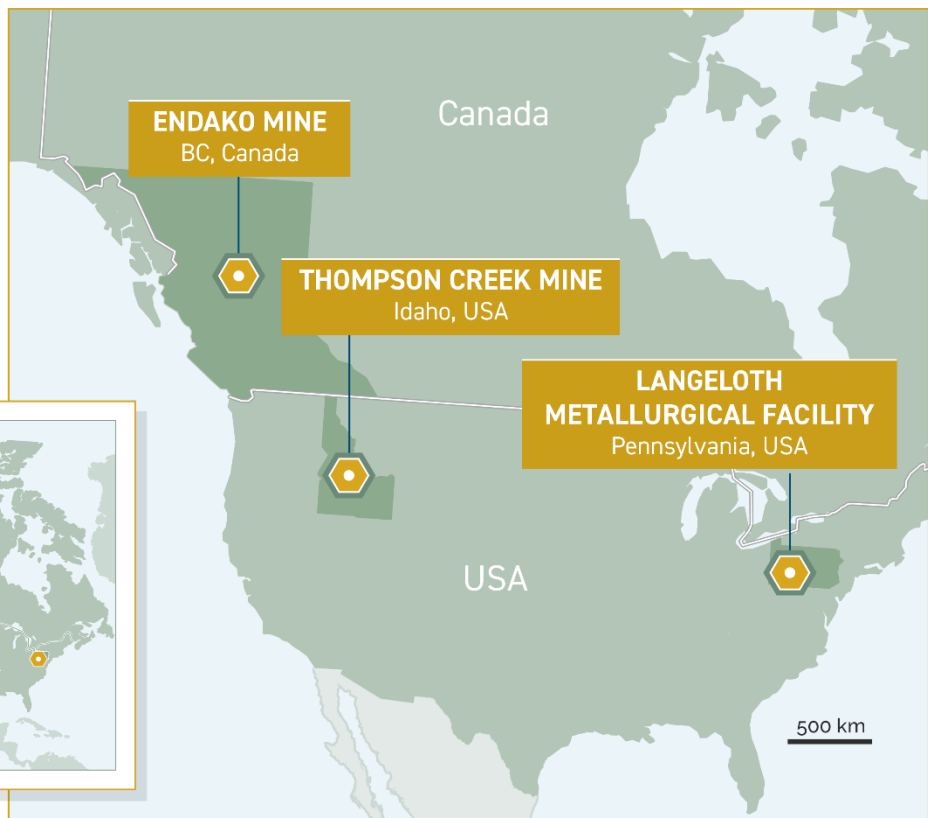 Canada
ENDAKO MINE
BC, Canada
THOMPSON CREEK MINE
Idaho, USA
LANGELOTH
METALLURGICAL FACILITY
Pennsylvania, USA
USA
500 km